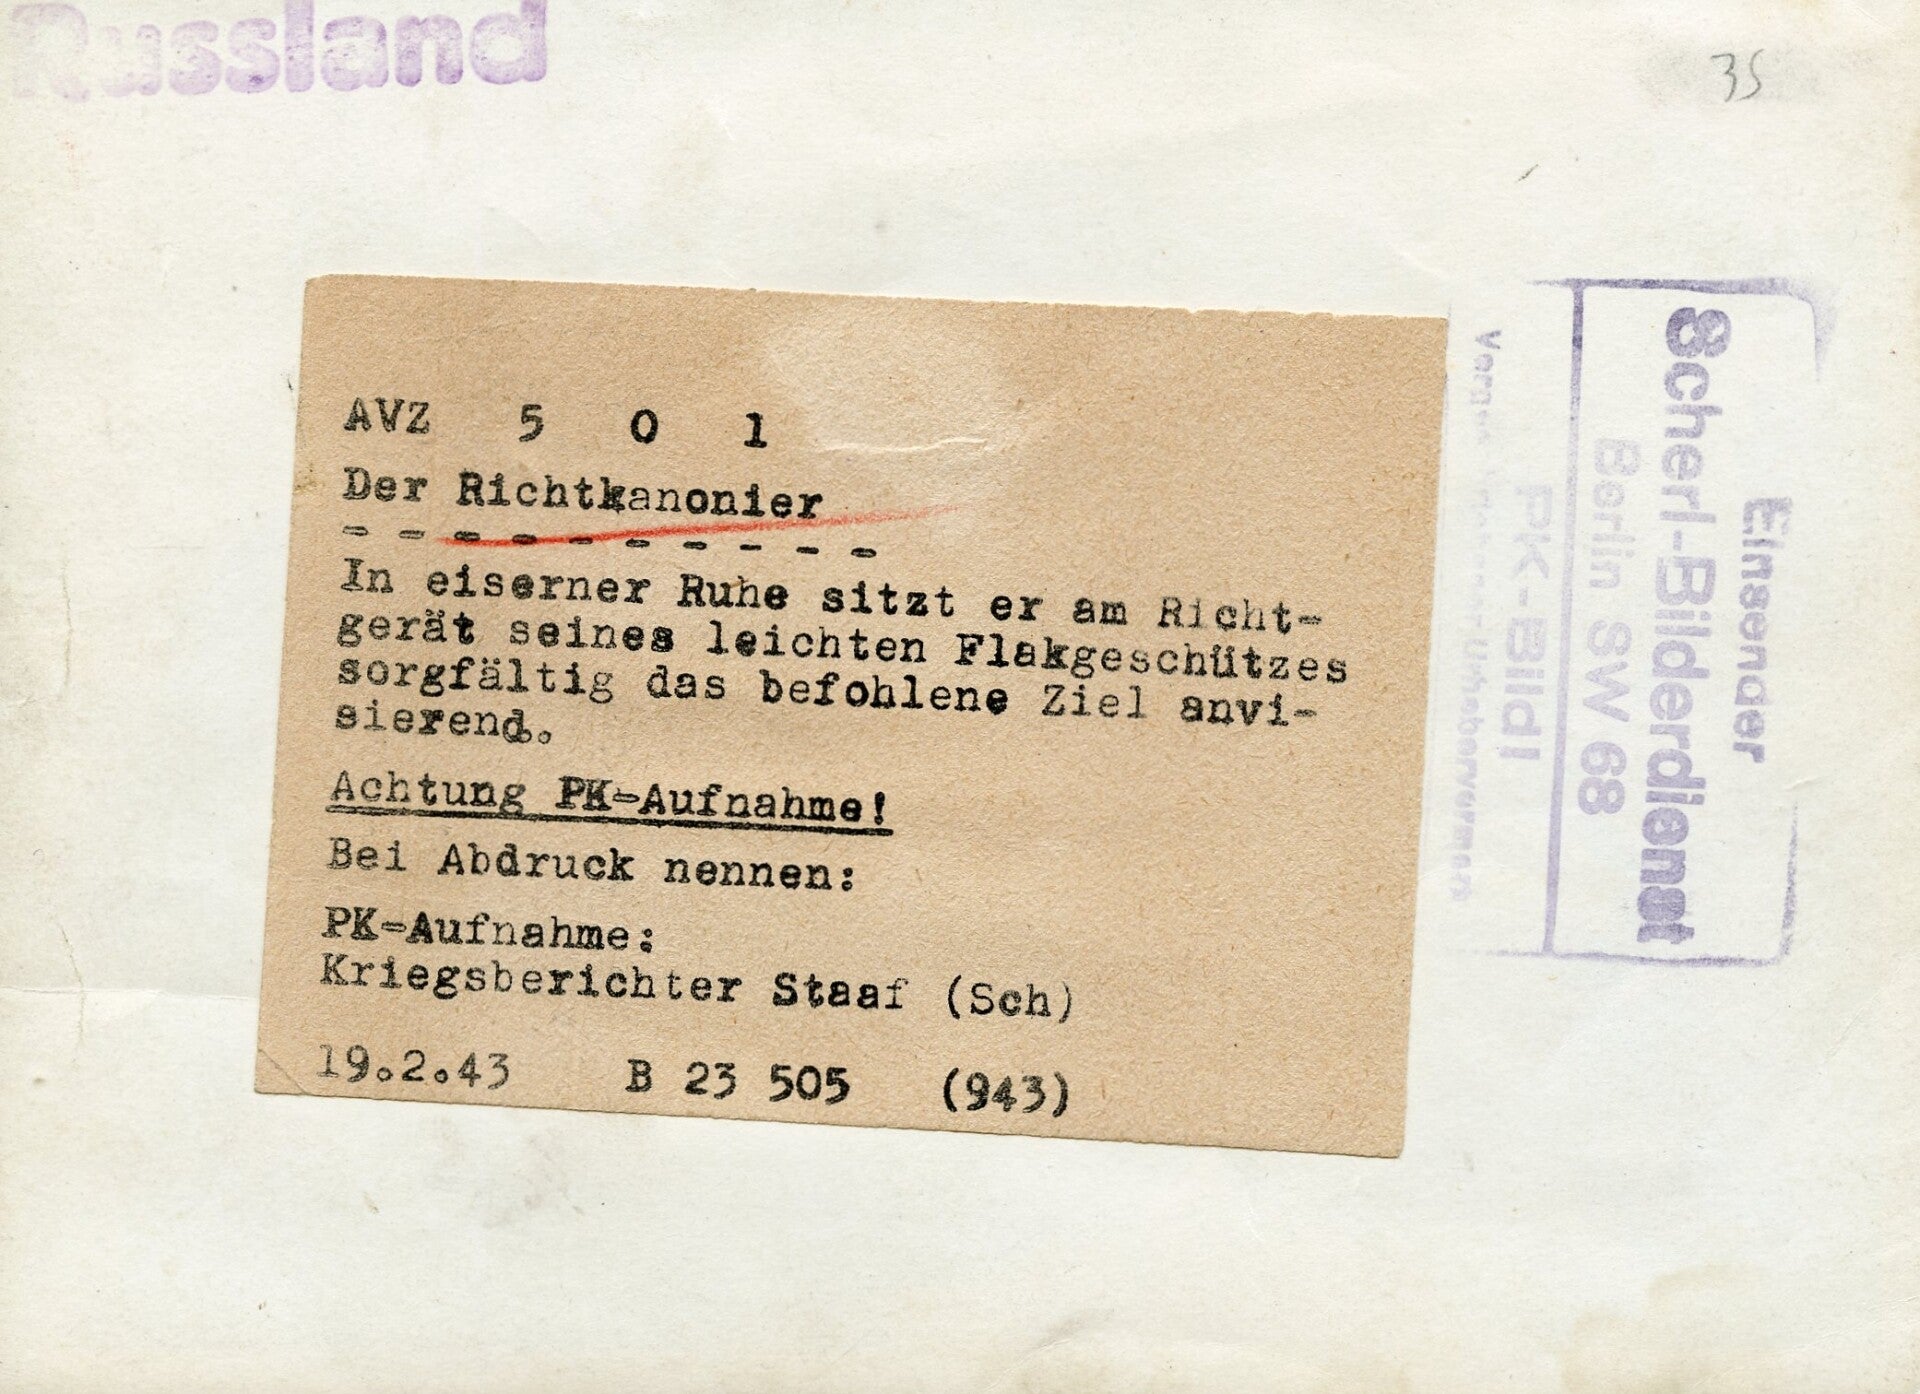 Russland
35
AVZ 5 0 1
Der Richtkanonier
- - - - - - - - - -
In eiserner Ruhe sitzt er am Richt-
gerät seines leichten Flakgeschützes
sorgfältig das befohlene Ziel anvi-
sierend.
Achtung PK-Aufnahme!
Bei Abdruck nennen:
PK-Aufnahme:
Kriegsberichter Staaf (Sch)
19.2.43 B 23 505 (943)
Einsender
Scherl-Bilderdienst
Berlin SW 68
PK-Bild!